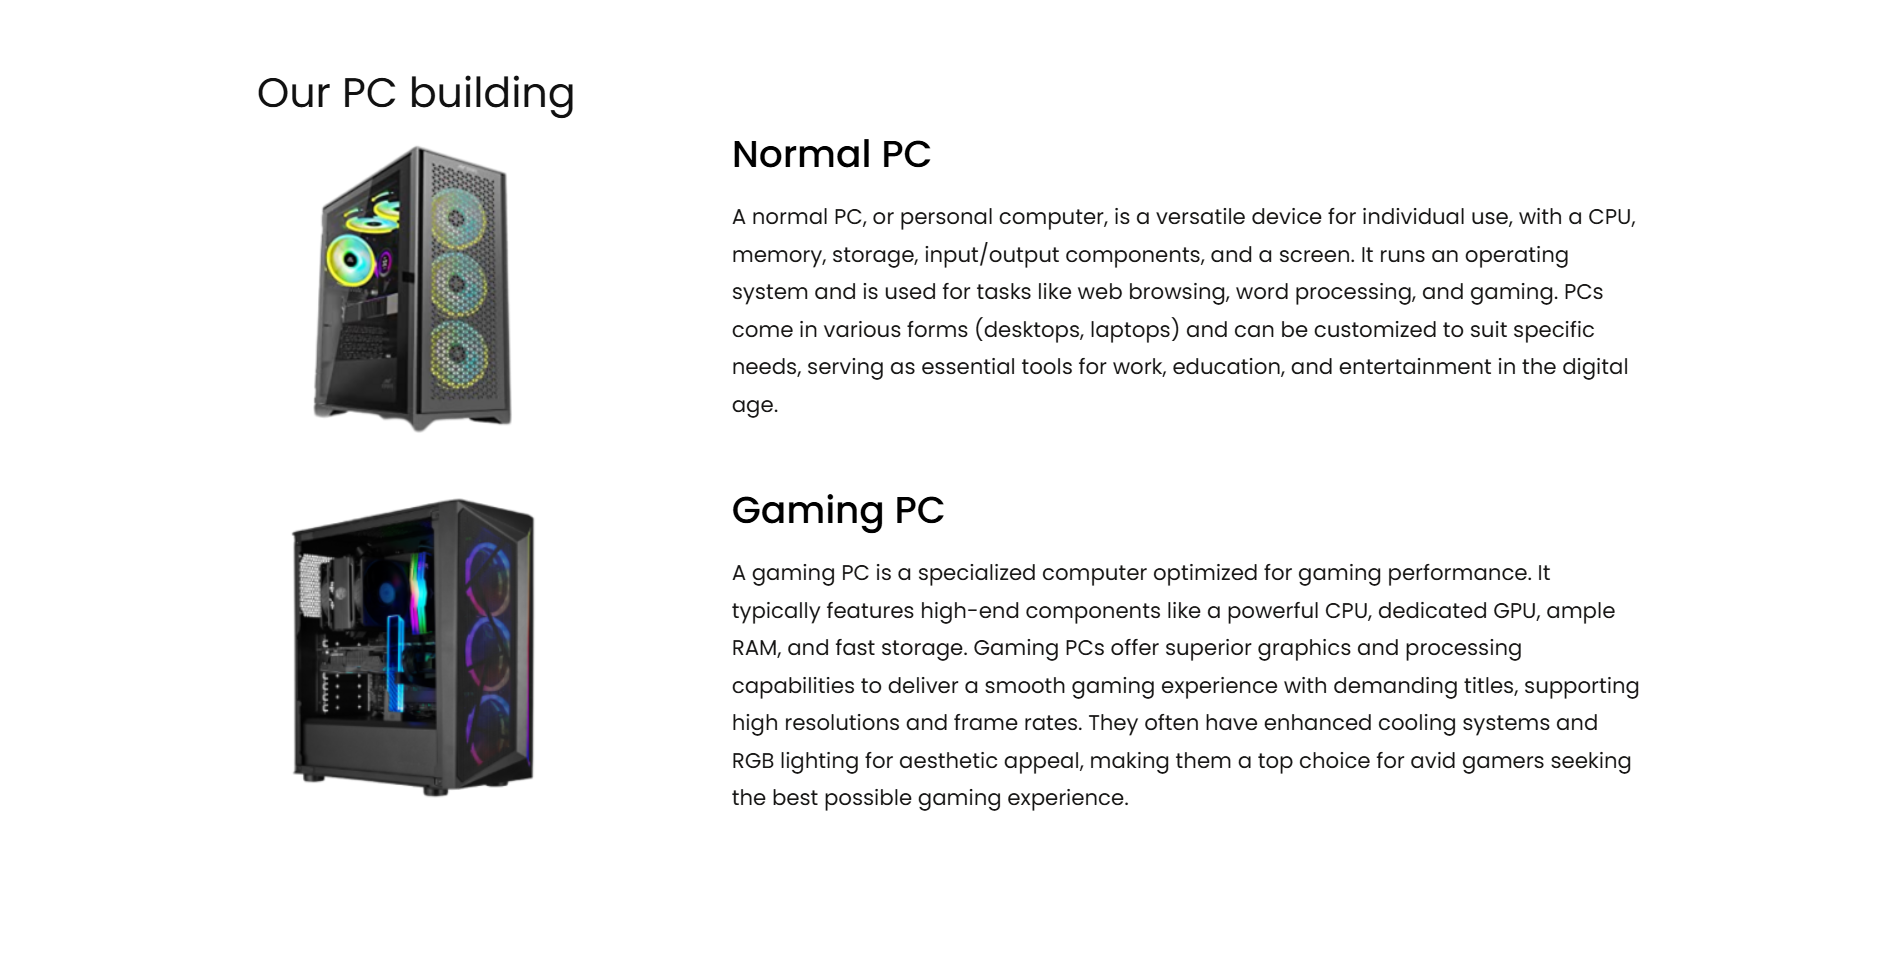 Our PC building
Normal PC
A normal PC, or personal computer, is a versatile device for individual use, with a CPU,
memory, storage, input/output components, and a screen. It runs an operating
system and is used for tasks like web browsing, word processing, and gaming. PCs
come in various forms (desktops, laptops) and can be customized to suit specific
needs, serving as essential tools for work, education, and entertainment in the digital
age.
Gaming PC
A gaming PC is a specialized computer optimized for gaming performance. It
typically features high-end components like a powerful CPU, dedicated GPU, ample
RAM, and fast storage. Gaming PCs offer superior graphics and processing
capabilities to deliver a smooth gaming experience with demanding titles, supporting
high resolutions and frame rates. They often have enhanced cooling systems and
RGB lighting for aesthetic appeal, making them a top choice for avid gamers seeking
the best possible gaming experience.